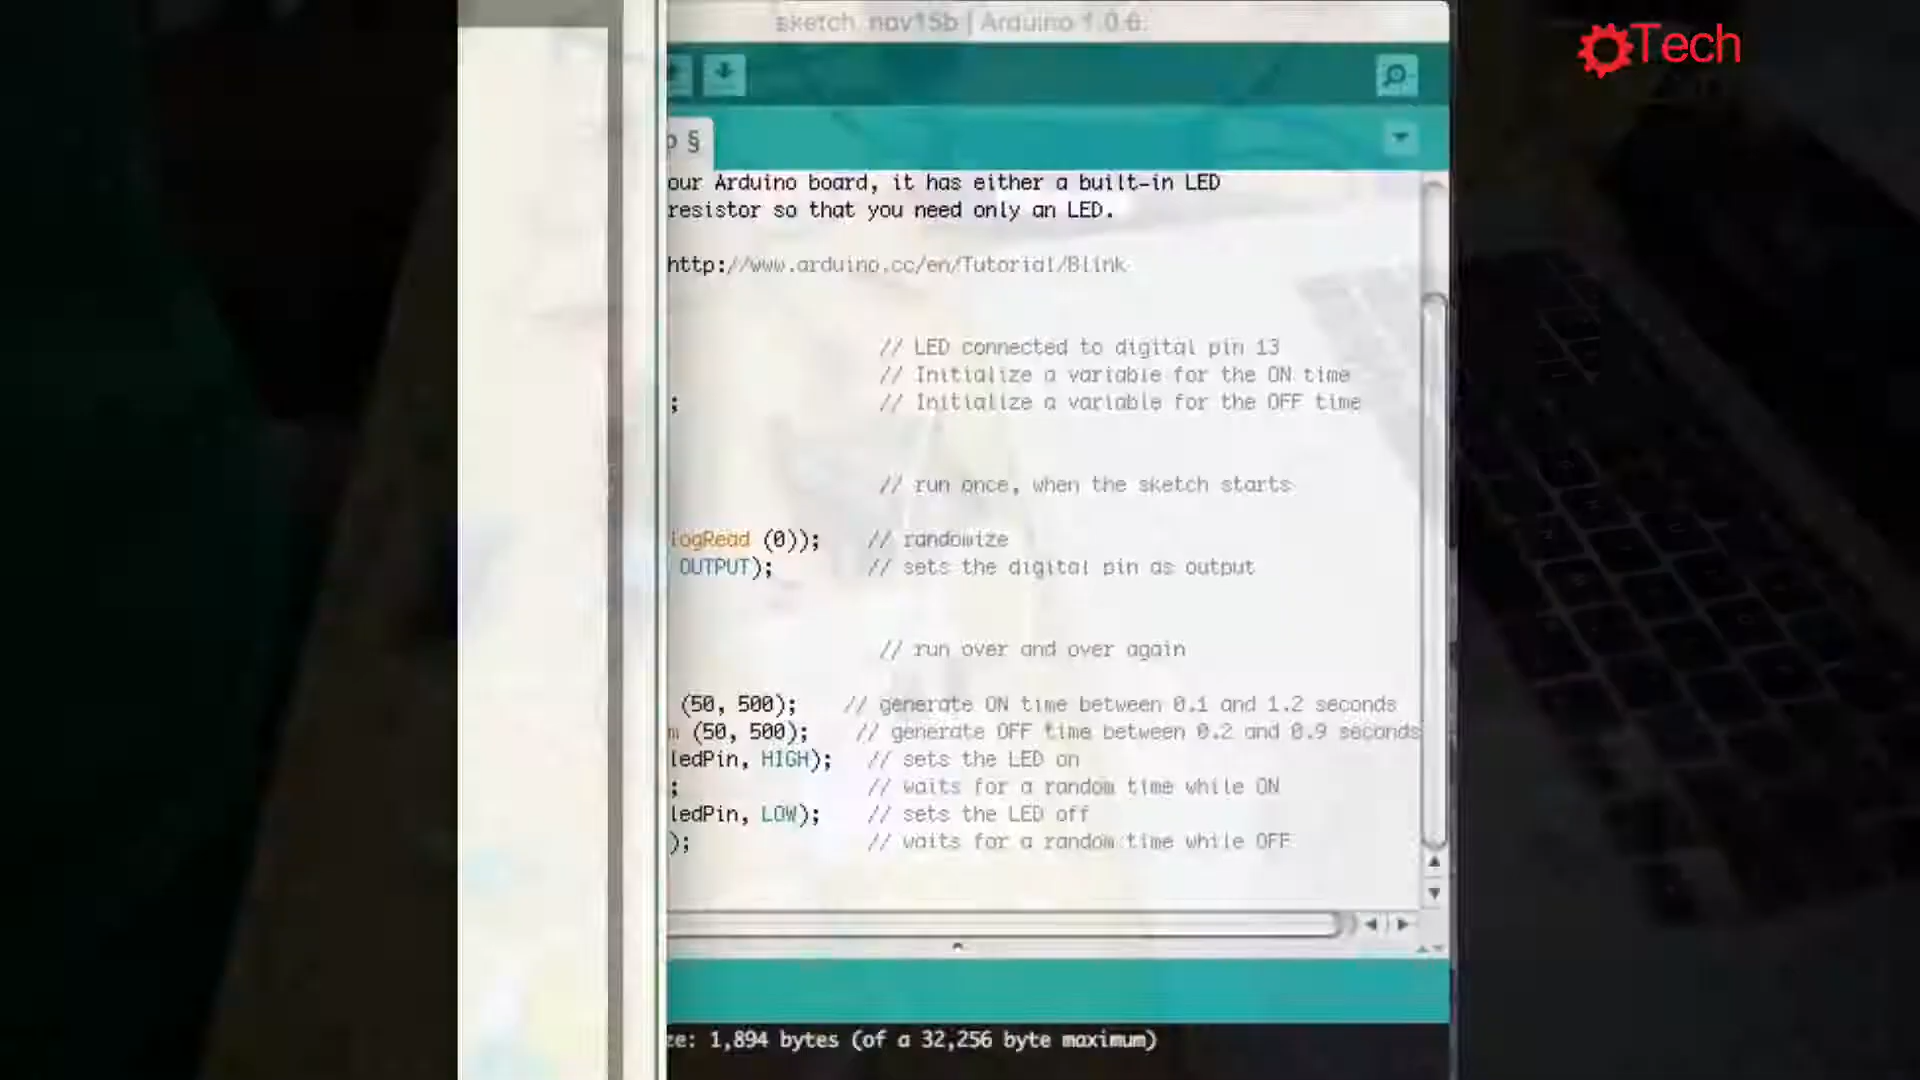 sketch_nov15b | Arduino 1.0.6
Tech
§
our Arduino board, it has either a built-in LED
resistor so that you need only an LED.
http://www.arduino.cc/en/Tutorial/Blink
// LED connected to digital pin 13
// Initialize a variable for the ON time
; // Initialize a variable for the OFF time
// run once, when the sketch starts
logRead (0)); // randomize
OUTPUT); // sets the digital pin as output
// run over and over again
(50, 500); // generate ON time between 0.1 and 1.2 seconds
(50, 500); // generate OFF time between 0.2 and 0.9 seconds
ledPin, HIGH); // sets the LED on
; // waits for a random time while ON
ledPin, LOW); // sets the LED off
); // waits for a random time while OFF
ze: 1,894 bytes (of a 32,256 byte maximum)